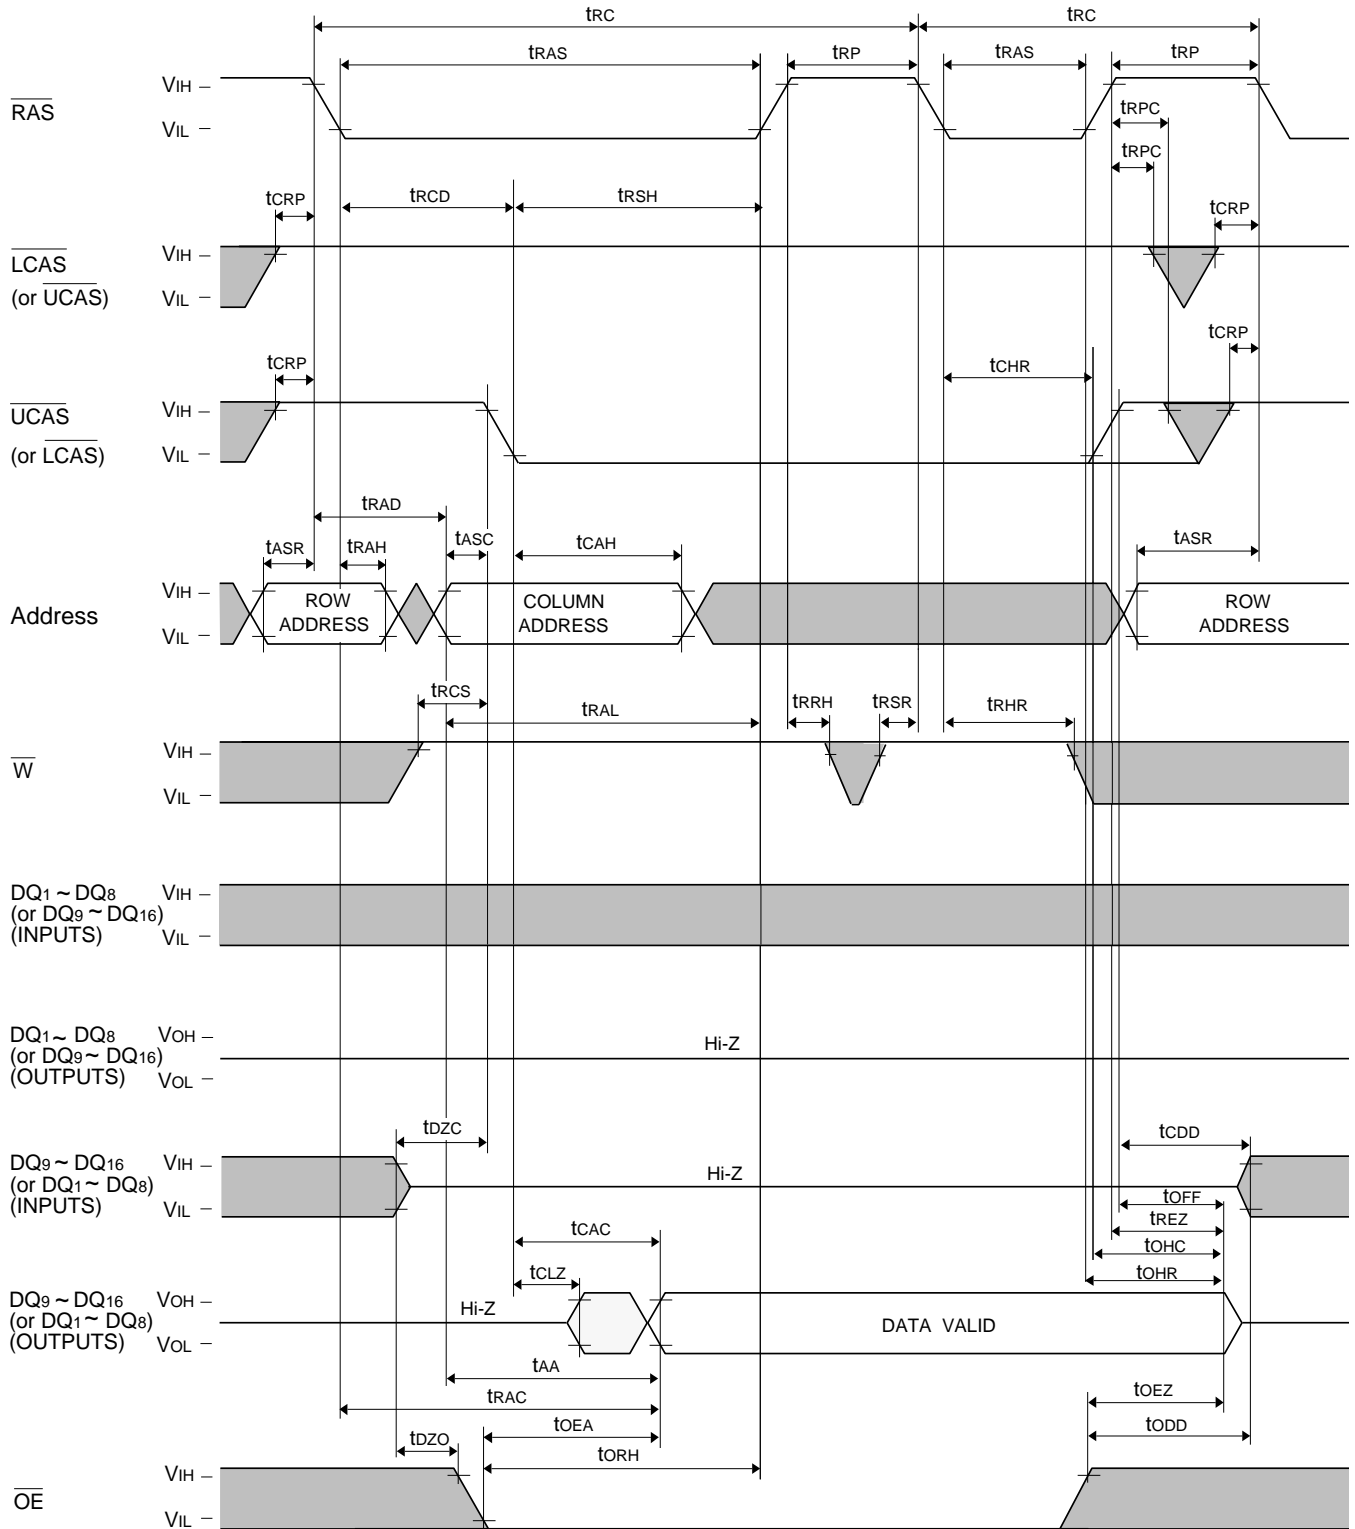 tRC tRC
tRAS tRP tRAS tRP
RAS VIH –
VIL –
tRPC
tRPC
tCRP tRCD tRSH tCRP
LCAS VIH –
(or UCAS) VIL –
tCRP
tCRP tCHR
UCAS VIH –
(or LCAS) VIL –
tRAD
tASR tRAH tASC tCAH tASR
Address VIH –
VIL –
ROW ADDRESS
COLUMN ADDRESS
ROW ADDRESS
tRCS tRAL tRRH tRSR tRHR
W VIH –
VIL –
DQ1 ~ DQ8 VIH –
(or DQ9 ~ DQ16)
(INPUTS) VIL –
DQ1 ~ DQ8 VOH –
(or DQ9 ~ DQ16) Hi-Z
(OUTPUTS) VOL –
tDZC tCDD
DQ9 ~ DQ16 VIH –
(or DQ1 ~ DQ8) Hi-Z
(INPUTS) VIL –
tOFF
tREZ
tCAC tOHC
tCLZ tOHR
DQ9 ~ DQ16 VOH –
(or DQ1 ~ DQ8) Hi-Z DATA VALID
(OUTPUTS) VOL –
tAA
tRAC tOEZ
tOEA tODD
tDZO tORH
OE VIH –
VIL –